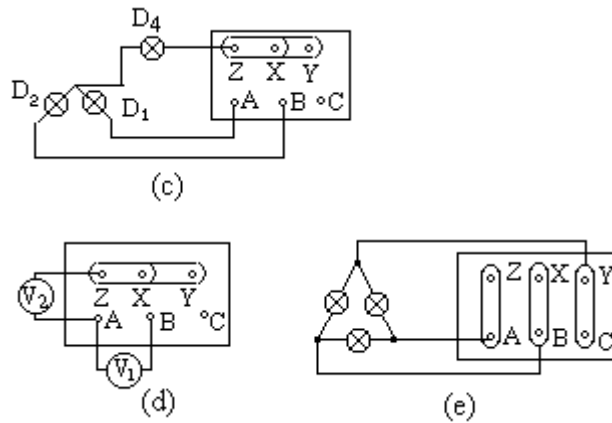 D4
Z X Y
D2 D1 A B C
(c)
V2 Z X Y
A B C
V1
(d)
Z X Y
A B C
(e)